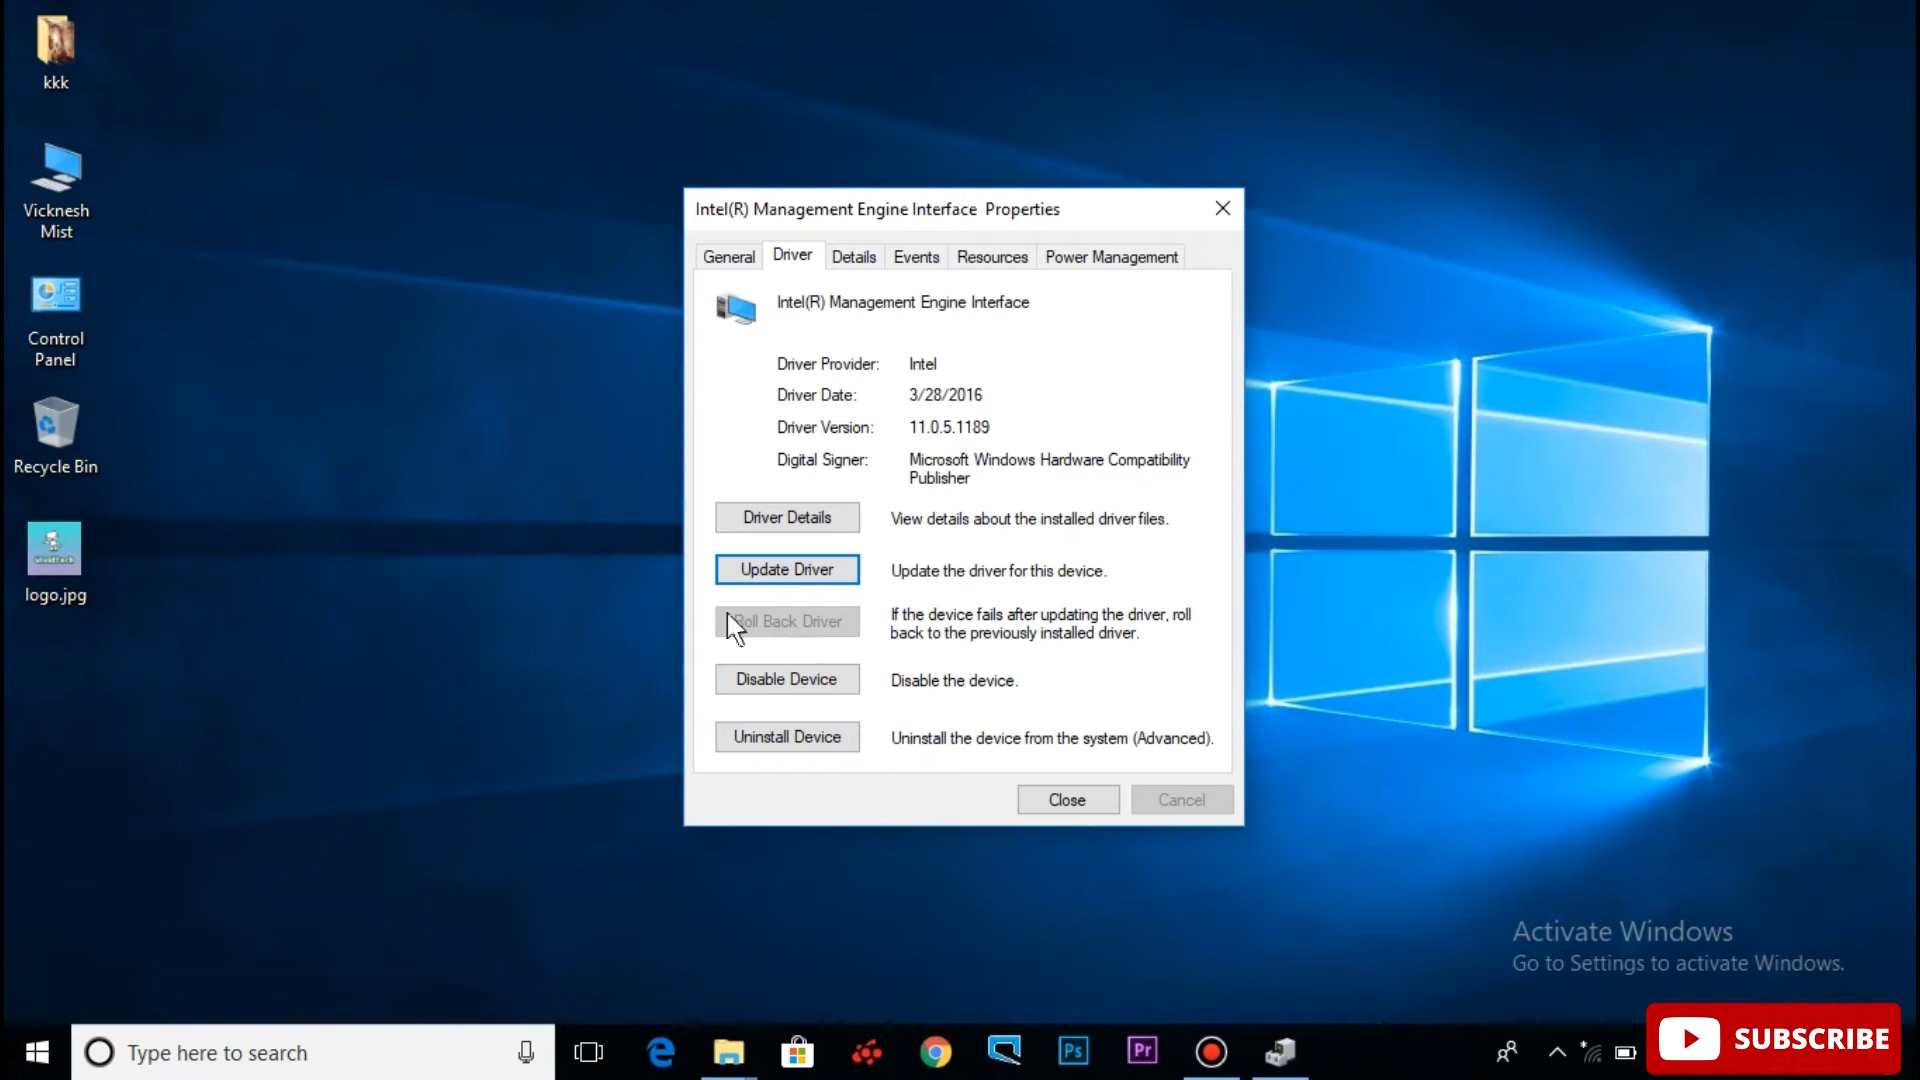 kkk
Vicknesh
Mist
Control
Panel
Recycle Bin
logo.jpg
Intel(R) Management Engine Interface  Properties
General
Driver
Details
Events
Resources
Power Management
Intel(R) Management Engine Interface
Driver Provider:
Intel
Driver Date:
3/28/2016
Driver Version:
11.0.5.1189
Digital Signer:
Microsoft Windows Hardware Compatibility
Publisher
Driver Details
View details about the installed driver files.
Update Driver
Update the driver for this device.
Roll Back Driver
If the device fails after updating the driver, roll
back to the previously installed driver.
Disable Device
Disable the device.
Uninstall Device
Uninstall the device from the system (Advanced).
Close
Cancel
Activate Windows
Go to Settings to activate Windows.
Type here to search
Ps
Pr
SUBSCRIBE